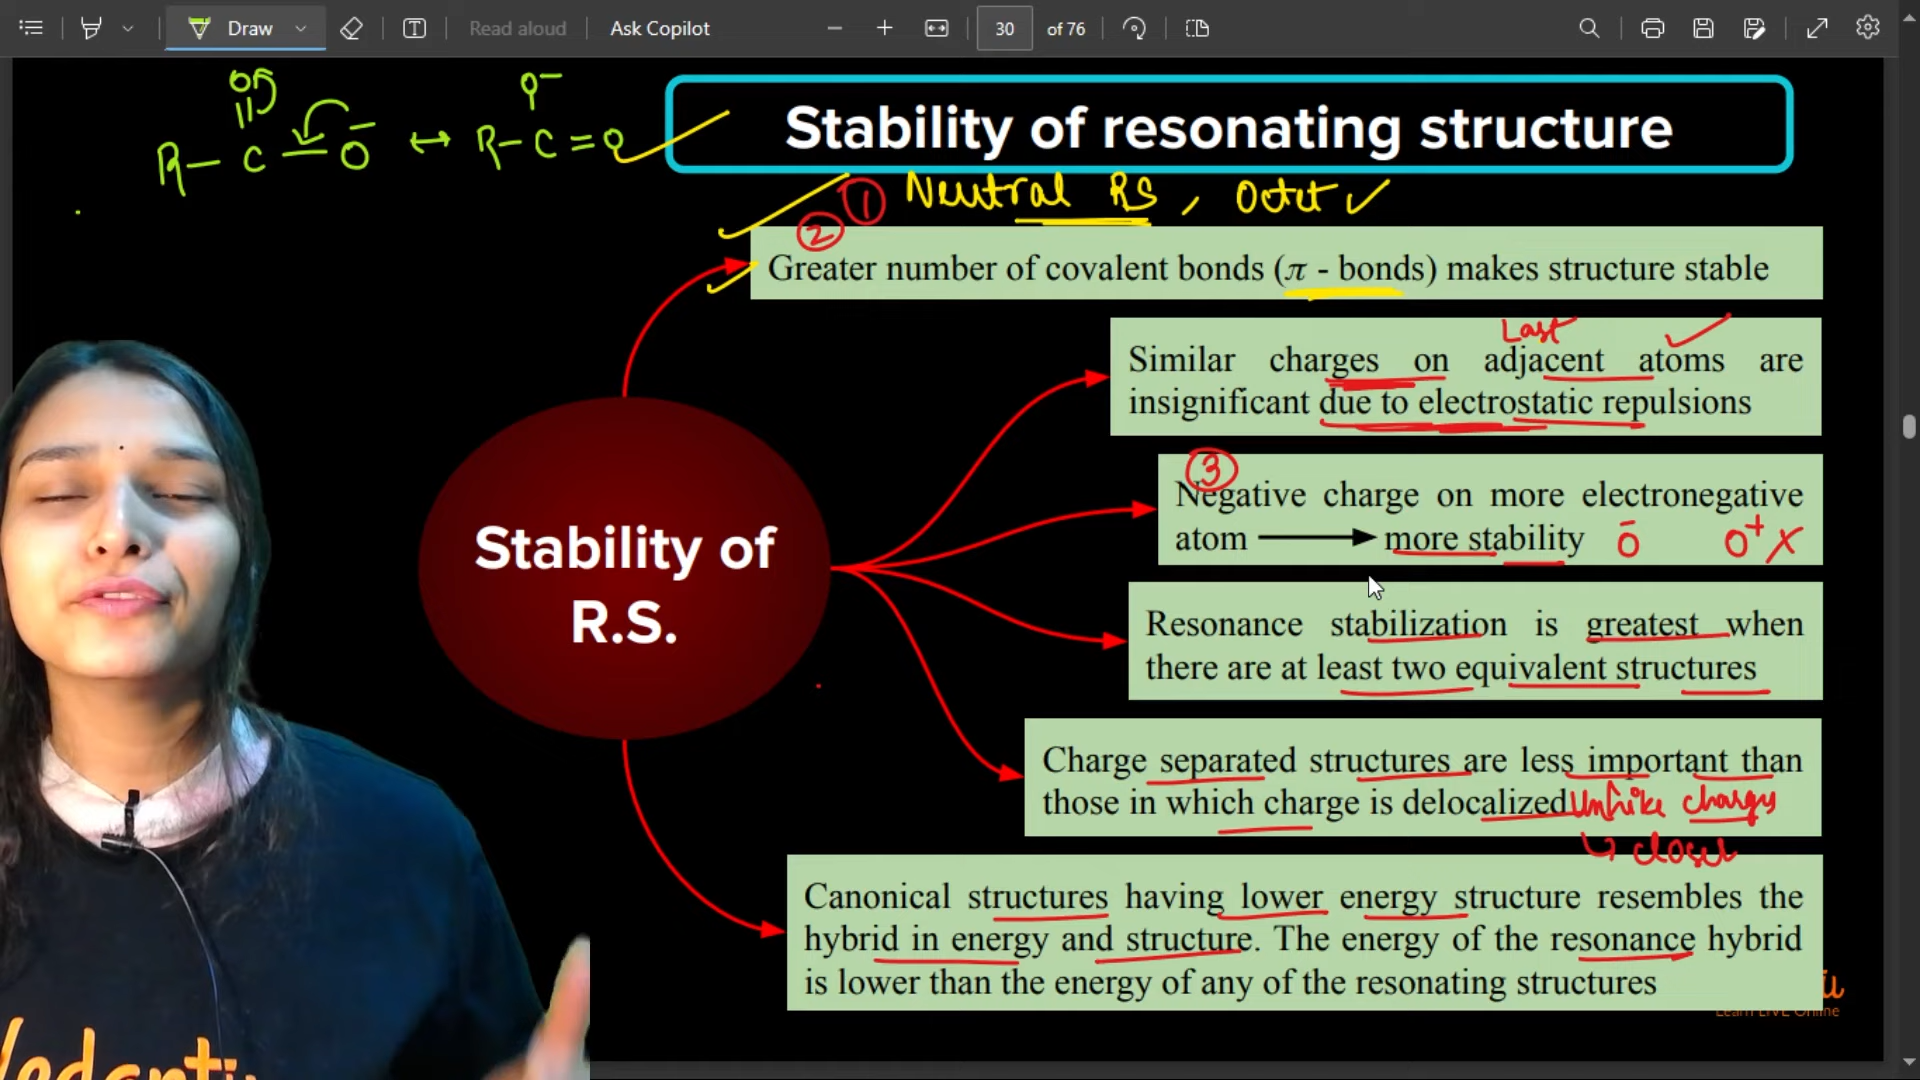 Draw
Read aloud
Ask Copilot
30 of 76
R - C - Ō ↔ R - C = O
O
O⁻
Stability of resonating structure
① Neutral RS, Octet ✓
②
Greater number of covalent bonds (π - bonds) makes structure stable
Last
Similar charges on adjacent atoms are
insignificant due to electrostatic repulsions
③
Negative charge on more electronegative
atom ⟶ more stability Ō O⁺ ✗
Stability of
R.S.
Resonance stabilization is greatest when
there are at least two equivalent structures
Charge separated structures are less important than
those in which charge is delocalized Unlike charges
↳ closer
Canonical structures having lower energy structure resembles the
hybrid in energy and structure. The energy of the resonance hybrid
is lower than the energy of any of the resonating structures
Learn LIVE Online